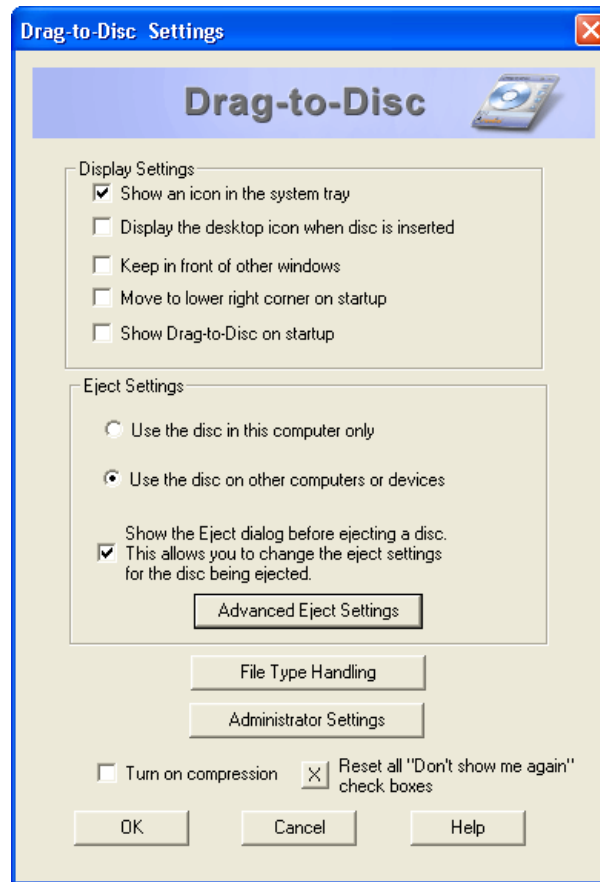 Drag-to-Disc Settings
Drag-to-Disc
Display Settings
Show an icon in the system tray
Display the desktop icon when disc is inserted
Keep in front of other windows
Move to lower right corner on startup
Show Drag-to-Disc on startup
Eject Settings
Use the disc in this computer only
Use the disc on other computers or devices
Show the Eject dialog before ejecting a disc.
This allows you to change the eject settings
for the disc being ejected.
Advanced Eject Settings
File Type Handling
Administrator Settings
Turn on compression
X
Reset all "Don't show me again"
check boxes
OK
Cancel
Help